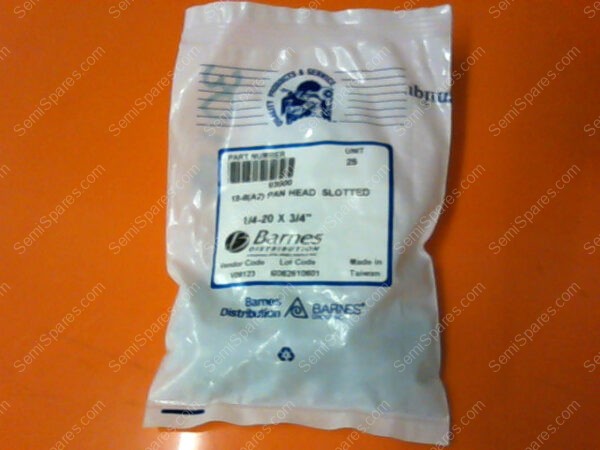 QUALITY PRODUCTS & SERVICE
PART NUMBER
UNIT
25
18-8(A2) PAN HEAD SLOTTED
1/4-20 X 3/4"
Barnes
DISTRIBUTION
Vendor Code
Lot Code
Made in
V08123
Taiwan
Barnes
Distribution
BARNES
SemiSpares.com